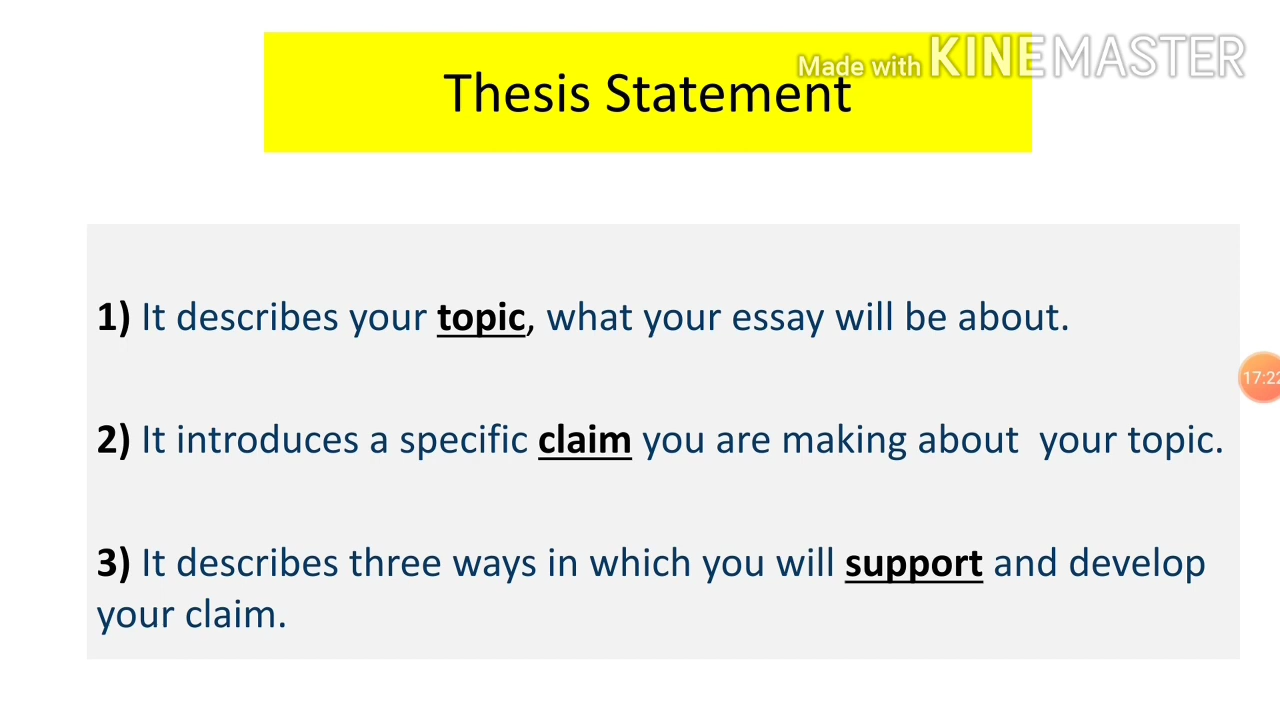 Made with KINEMASTER
Thesis Statement
1) It describes your topic, what your essay will be about.
17:22
2) It introduces a specific claim you are making about  your topic.
3) It describes three ways in which you will support and develop
your claim.